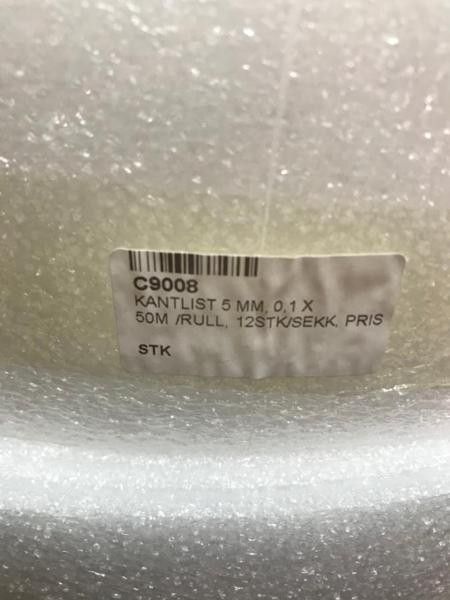 C9008
KANTLIST 5 MM, 0,1 X
50M /RULL, 12STK/SEKK, PRIS
STK